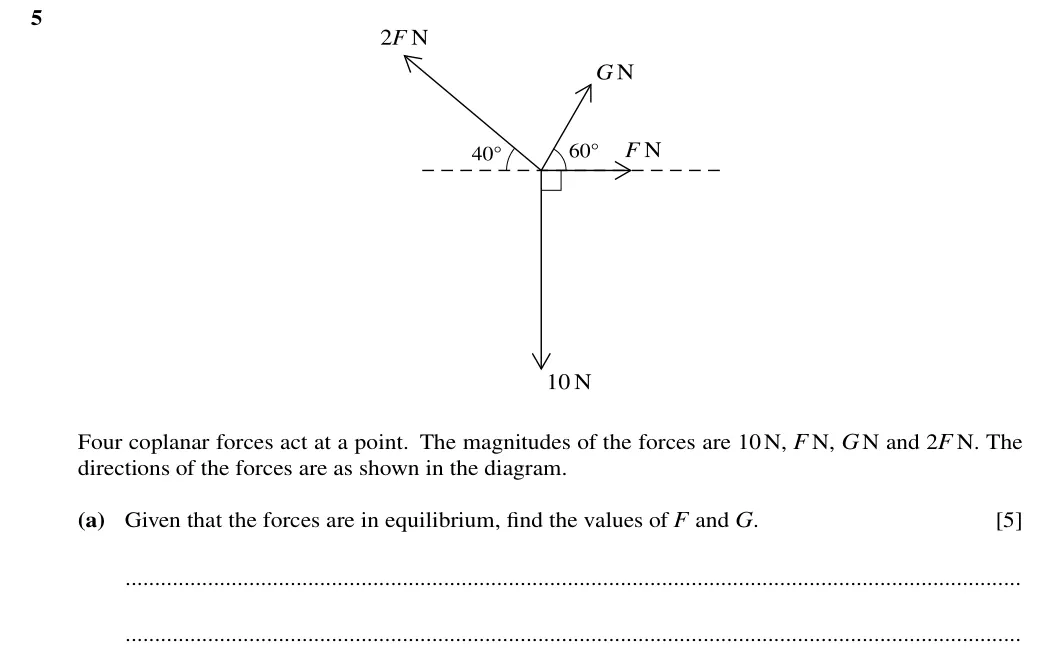 5
2F N
G N
40°
60°
F N
10 N
Four coplanar forces act at a point. The magnitudes of the forces are 10 N, F N, G N and 2F N. The
directions of the forces are as shown in the diagram.
(a) Given that the forces are in equilibrium, find the values of F and G. [5]